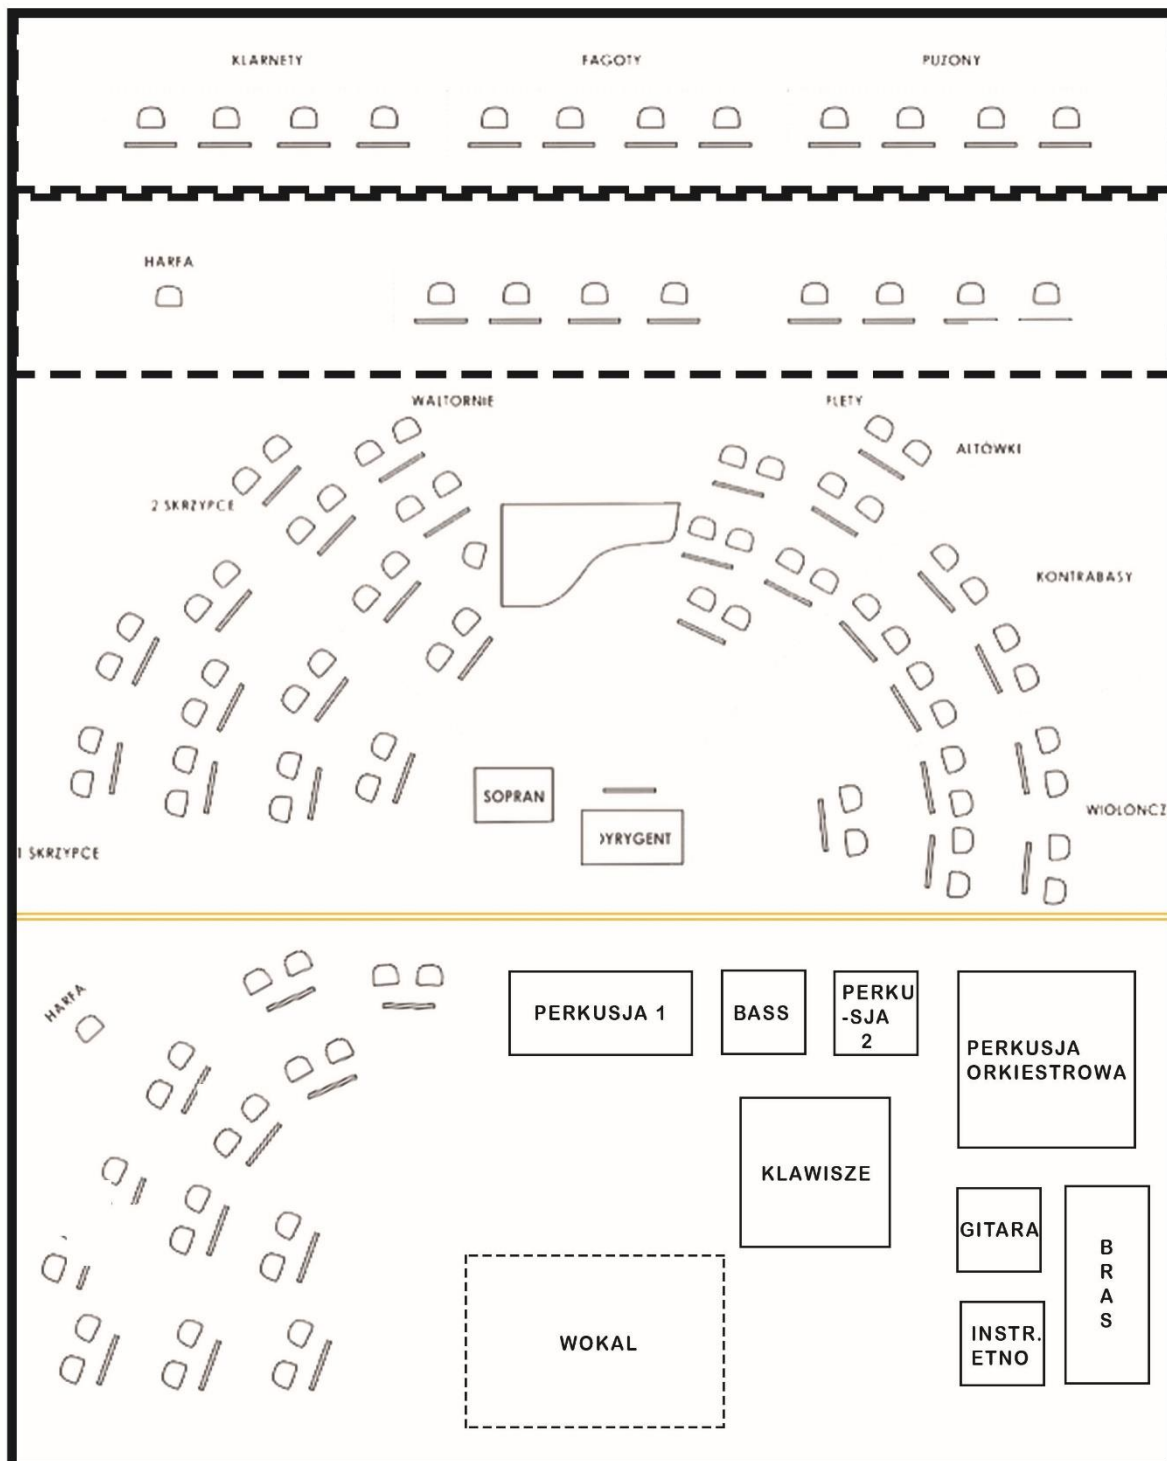 KLARNETY
FAGOTY
PUZONY
HARFA
WALTORNIE
FLETY
ALTÓWKI
2 SKRZYPCE
KONTRABASY
SOPRAN
WIOLONCZ
DYRYGENT
1 SKRZYPCE
HARFA
PERKUSJA 1
BASS
PERKU
-SJA
2
PERKUSJA
ORKIESTROWA
KLAWISZE
GITARA
B
R
A
S
INSTR.
ETNO
WOKAL